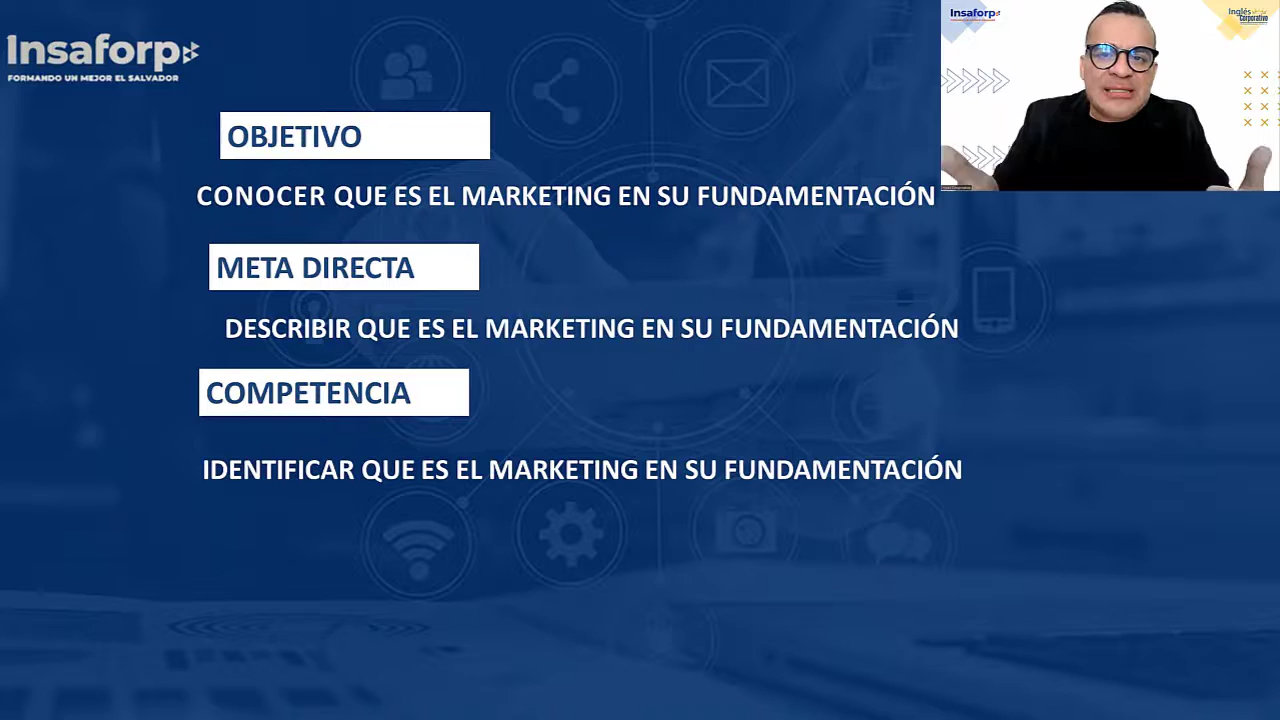 Insaforp
FORMANDO UN MEJOR EL SALVADOR
OBJETIVO
CONOCER QUE ES EL MARKETING EN SU FUNDAMENTACIÓN
META DIRECTA
DESCRIBIR QUE ES EL MARKETING EN SU FUNDAMENTACIÓN
COMPETENCIA
IDENTIFICAR QUE ES EL MARKETING EN SU FUNDAMENTACIÓN
Insaforp
Inglés
Corporativo